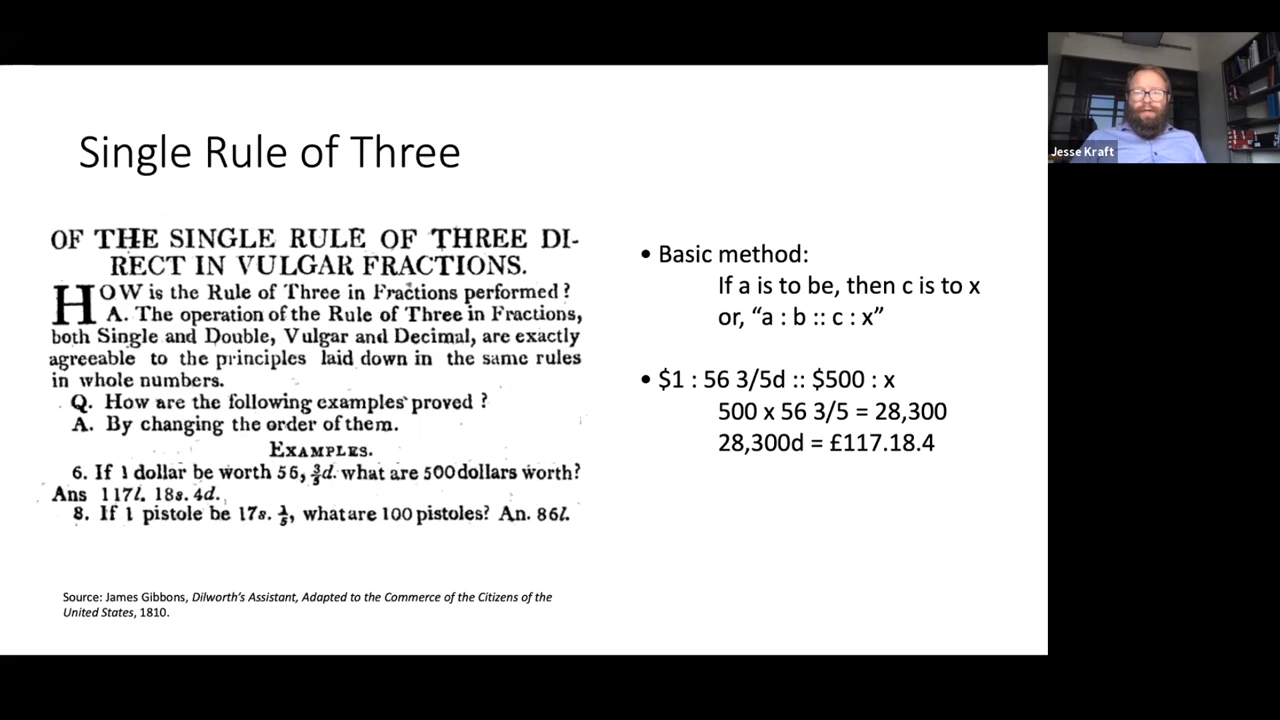 Single Rule of Three
OF THE SINGLE RULE OF THREE DI-
RECT IN VULGAR FRACTIONS.
HOW is the Rule of Three in Fractions performed?
A. The operation of the Rule of Three in Fractions,
both Single and Double, Vulgar and Decimal, are exactly
agreeable to the principles laid down in the same rules
in whole numbers.
Q. How are the following examples proved?
A. By changing the order of them.
EXAMPLES.
6. If 1 dollar be worth 56, 3/5d. what are 500 dollars worth?
Ans 117l. 18s. 4d.
8. If 1 pistole be 17s. 1/5, what are 100 pistoles? An. 86l.
Source: James Gibbons, Dilworth's Assistant, Adapted to the Commerce of the Citizens of the
United States, 1810.
• Basic method:
If a is to be, then c is to x
or, “a : b :: c : x”
• $1 : 56 3/5d :: $500 : x
500 x 56 3/5 = 28,300
28,300d = £117.18.4
Jesse Kraft